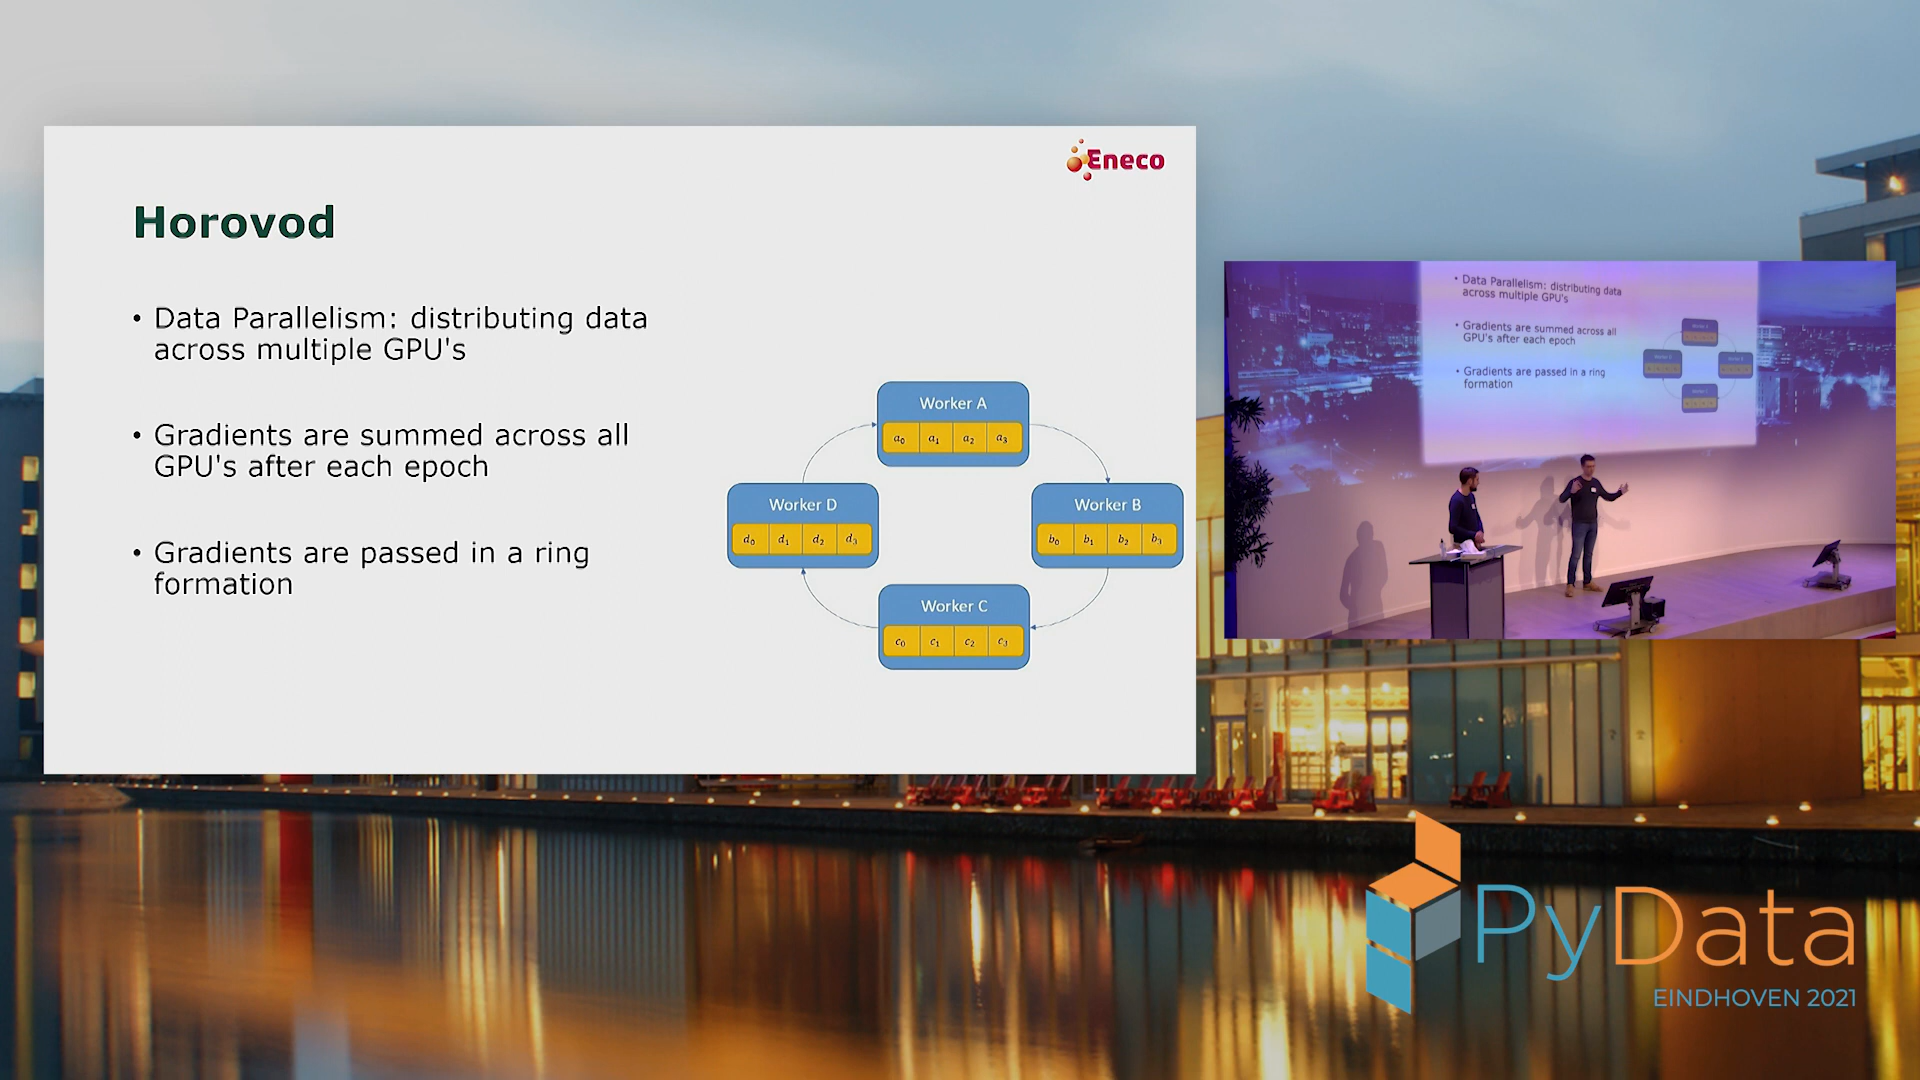 Eneco
Horovod
• Data Parallelism: distributing data
across multiple GPU's
• Gradients are summed across all
GPU's after each epoch
• Gradients are passed in a ring
formation
Worker A
a0 a1 a2 a3
Worker D
d0 d1 d2 d3
Worker B
b0 b1 b2 b3
Worker C
c0 c1 c2 c3
• Data Parallelism: distributing data
across multiple GPU's
• Gradients are summed across all
GPU's after each epoch
• Gradients are passed in a ring
formation
PyData
EINDHOVEN 2021